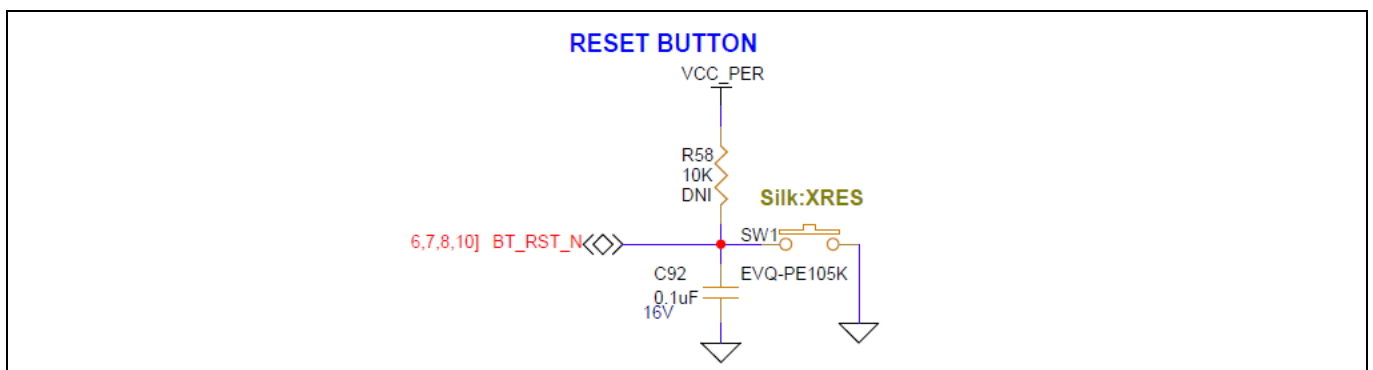 RESET BUTTON
VCC_PER
R58
10K
DNI
Silk:XRES
6,7,8,10] BT_RST_N
SW1
C92
EVQ-PE105K
0.1uF
16V